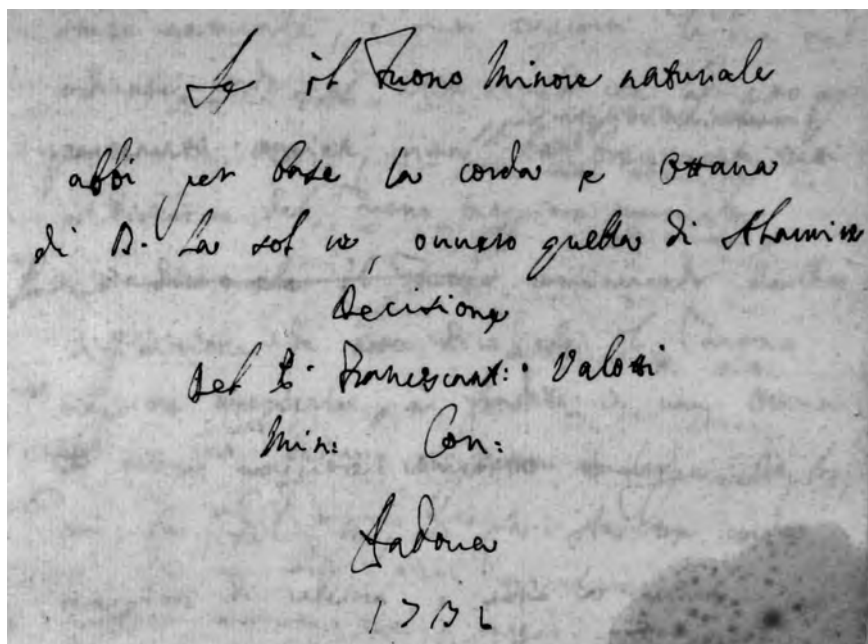 Se il Tuono minore naturale
abbi per base la corda e Ottava
di D. La sol re, ovvero quella di Alamire
Decisione
Del P. Francescant: Valotti
Min: Con:
Padova